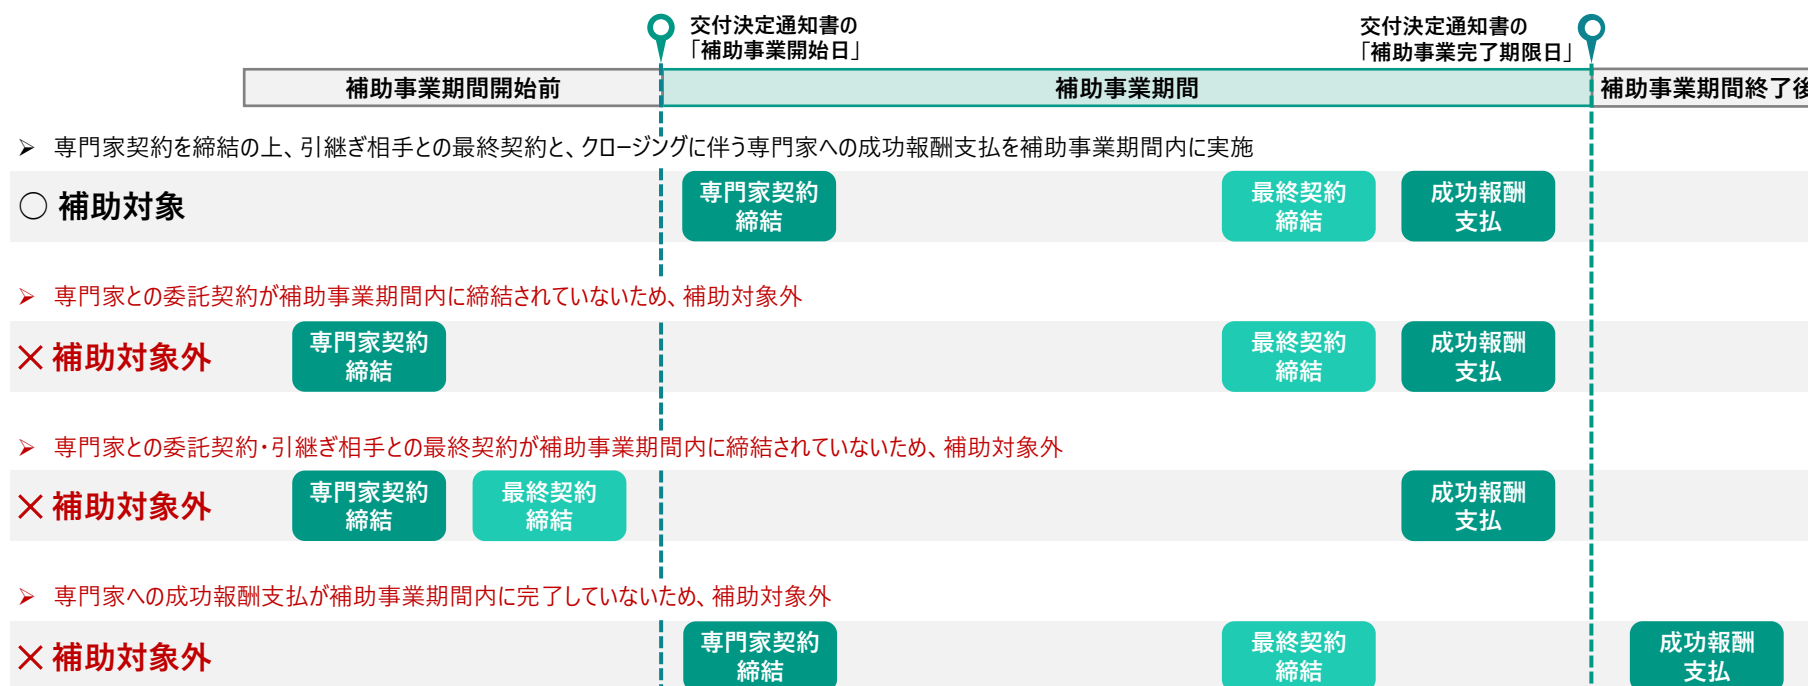 交付決定通知書の
「補助事業開始日」
交付決定通知書の
「補助事業完了期限日」
補助事業期間開始前
補助事業期間
補助事業期間終了後
➢ 専門家契約を締結の上、引継ぎ相手との最終契約と、クロージングに伴う専門家への成功報酬支払を補助事業期間内に実施
○ 補助対象
専門家契約
締結
最終契約
締結
成功報酬
支払
➢ 専門家との委託契約が補助事業期間内に締結されていないため、補助対象外
× 補助対象外
専門家契約
締結
最終契約
締結
成功報酬
支払
➢ 専門家との委託契約・引継ぎ相手との最終契約が補助事業期間内に締結されていないため、補助対象外
× 補助対象外
専門家契約
締結
最終契約
締結
成功報酬
支払
➢ 専門家への成功報酬支払が補助事業期間内に完了していないため、補助対象外
× 補助対象外
専門家契約
締結
最終契約
締結
成功報酬
支払